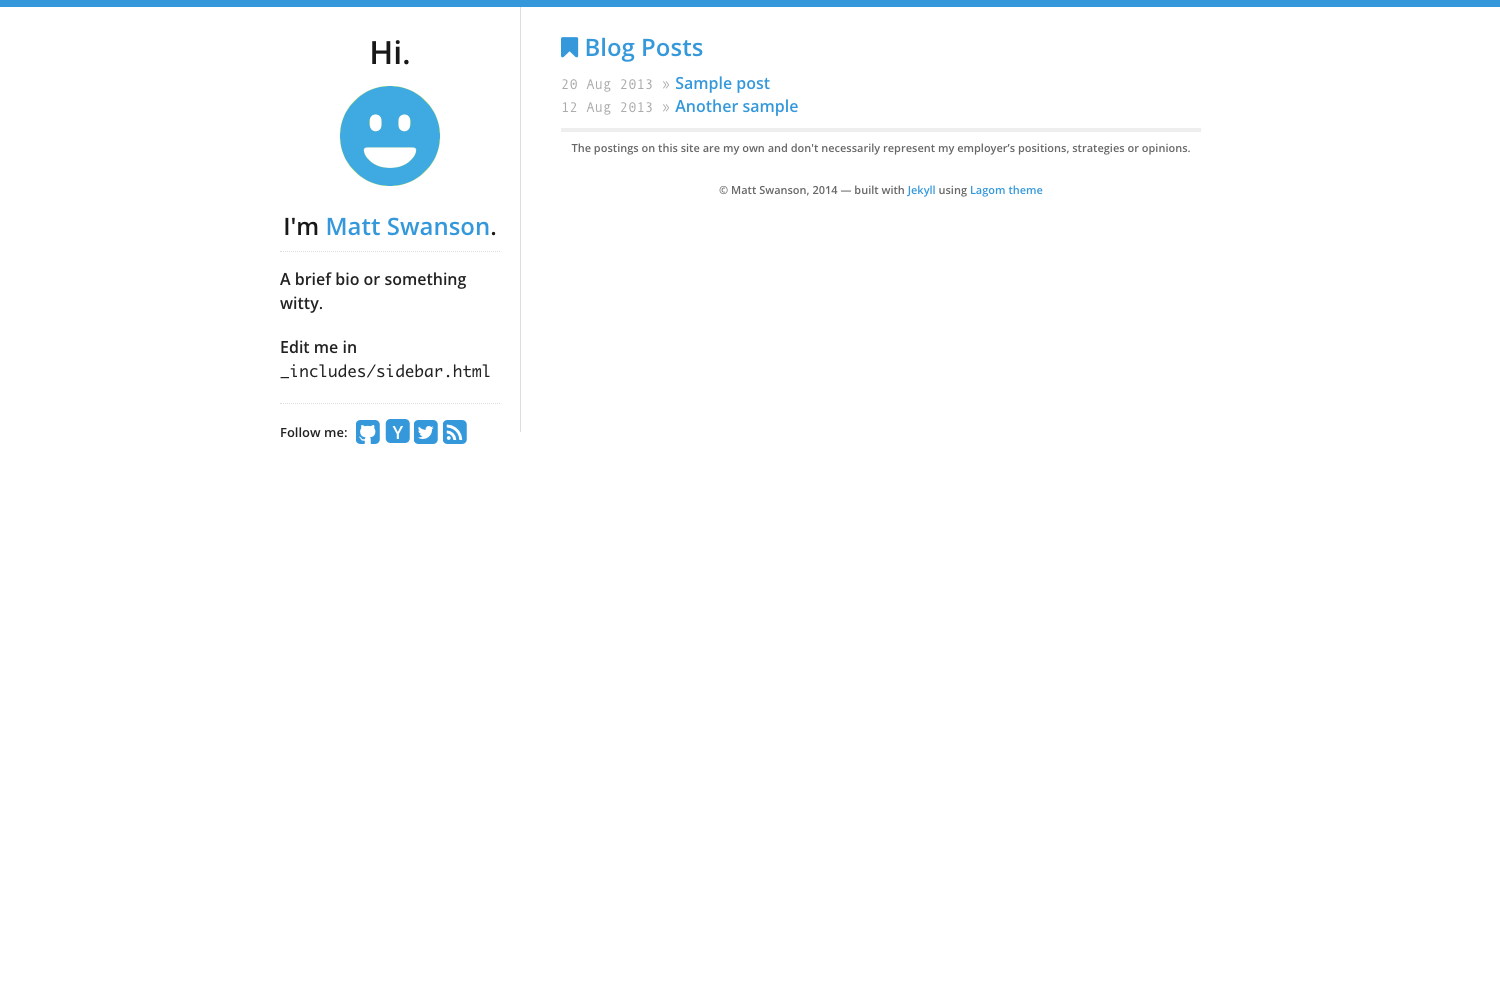 Hi.
I'm Matt Swanson.
A brief bio or something
witty.
Edit me in
_includes/sidebar.html
Follow me:
Y
Blog Posts
20 Aug 2013 » Sample post
12 Aug 2013 » Another sample
The postings on this site are my own and don't necessarily represent my employer’s positions, strategies or opinions.
© Matt Swanson, 2014 — built with Jekyll using Lagom theme